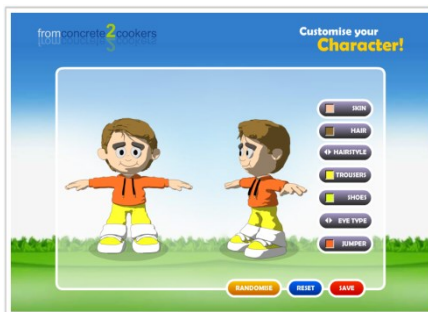 fromconcrete2cookers
Customise your
Character!
SKIN
HAIR
HAIRSTYLE
TROUSERS
SHOES
EYE TYPE
JUMPER
RANDOMISE
RESET
SAVE